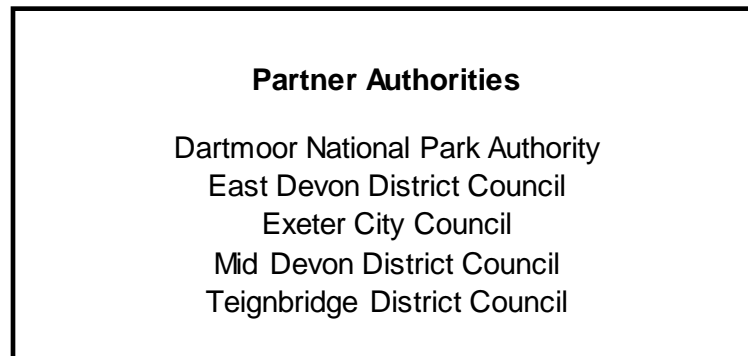 Partner Authorities
Dartmoor National Park Authority
East Devon District Council
Exeter City Council
Mid Devon District Council
Teignbridge District Council